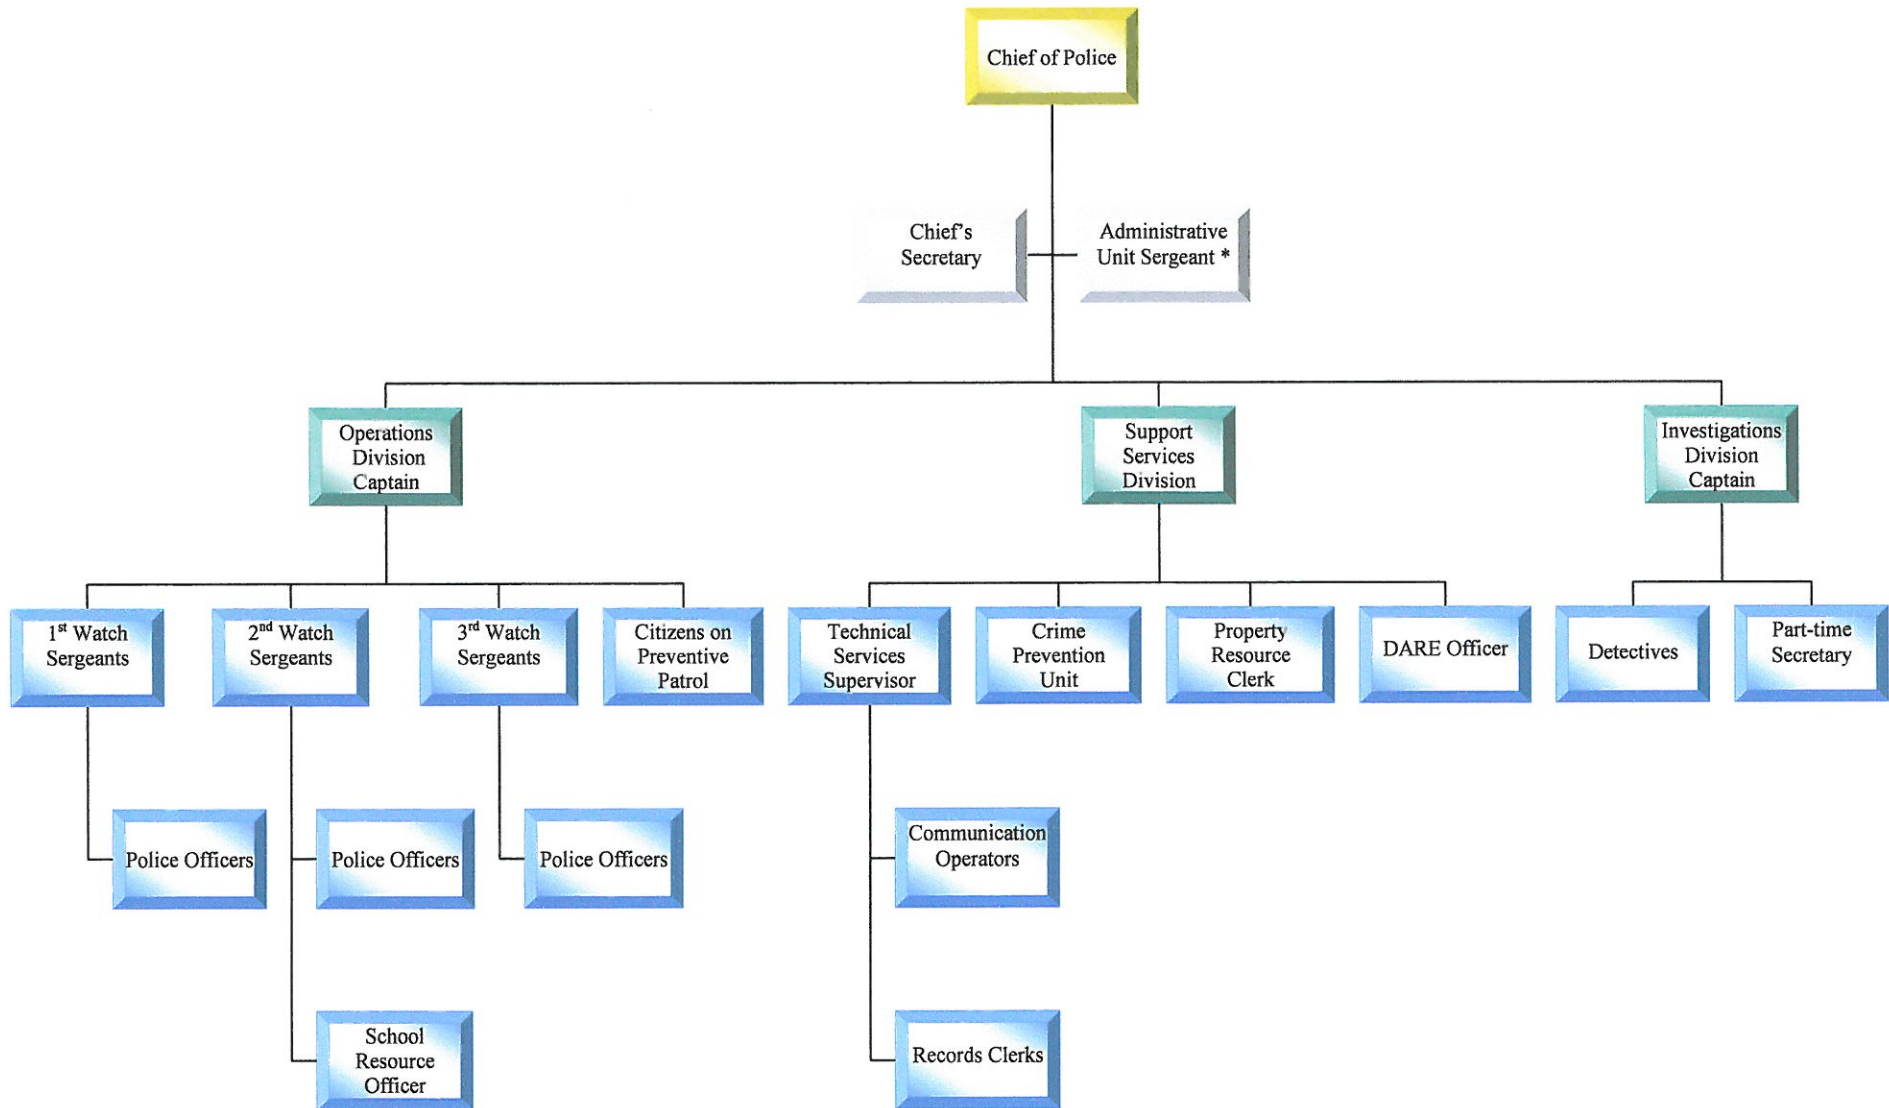 Chief of Police
Chief's
Secretary
Administrative
Unit Sergeant *
Operations
Division
Captain
Support
Services
Division
Investigations
Division
Captain
1st Watch
Sergeants
2nd Watch
Sergeants
3rd Watch
Sergeants
Citizens on
Preventive
Patrol
Technical
Services
Supervisor
Crime
Prevention
Unit
Property
Resource
Clerk
DARE Officer
Detectives
Part-time
Secretary
Police Officers
Police Officers
Police Officers
Communication
Operators
School
Resource
Officer
Records Clerks